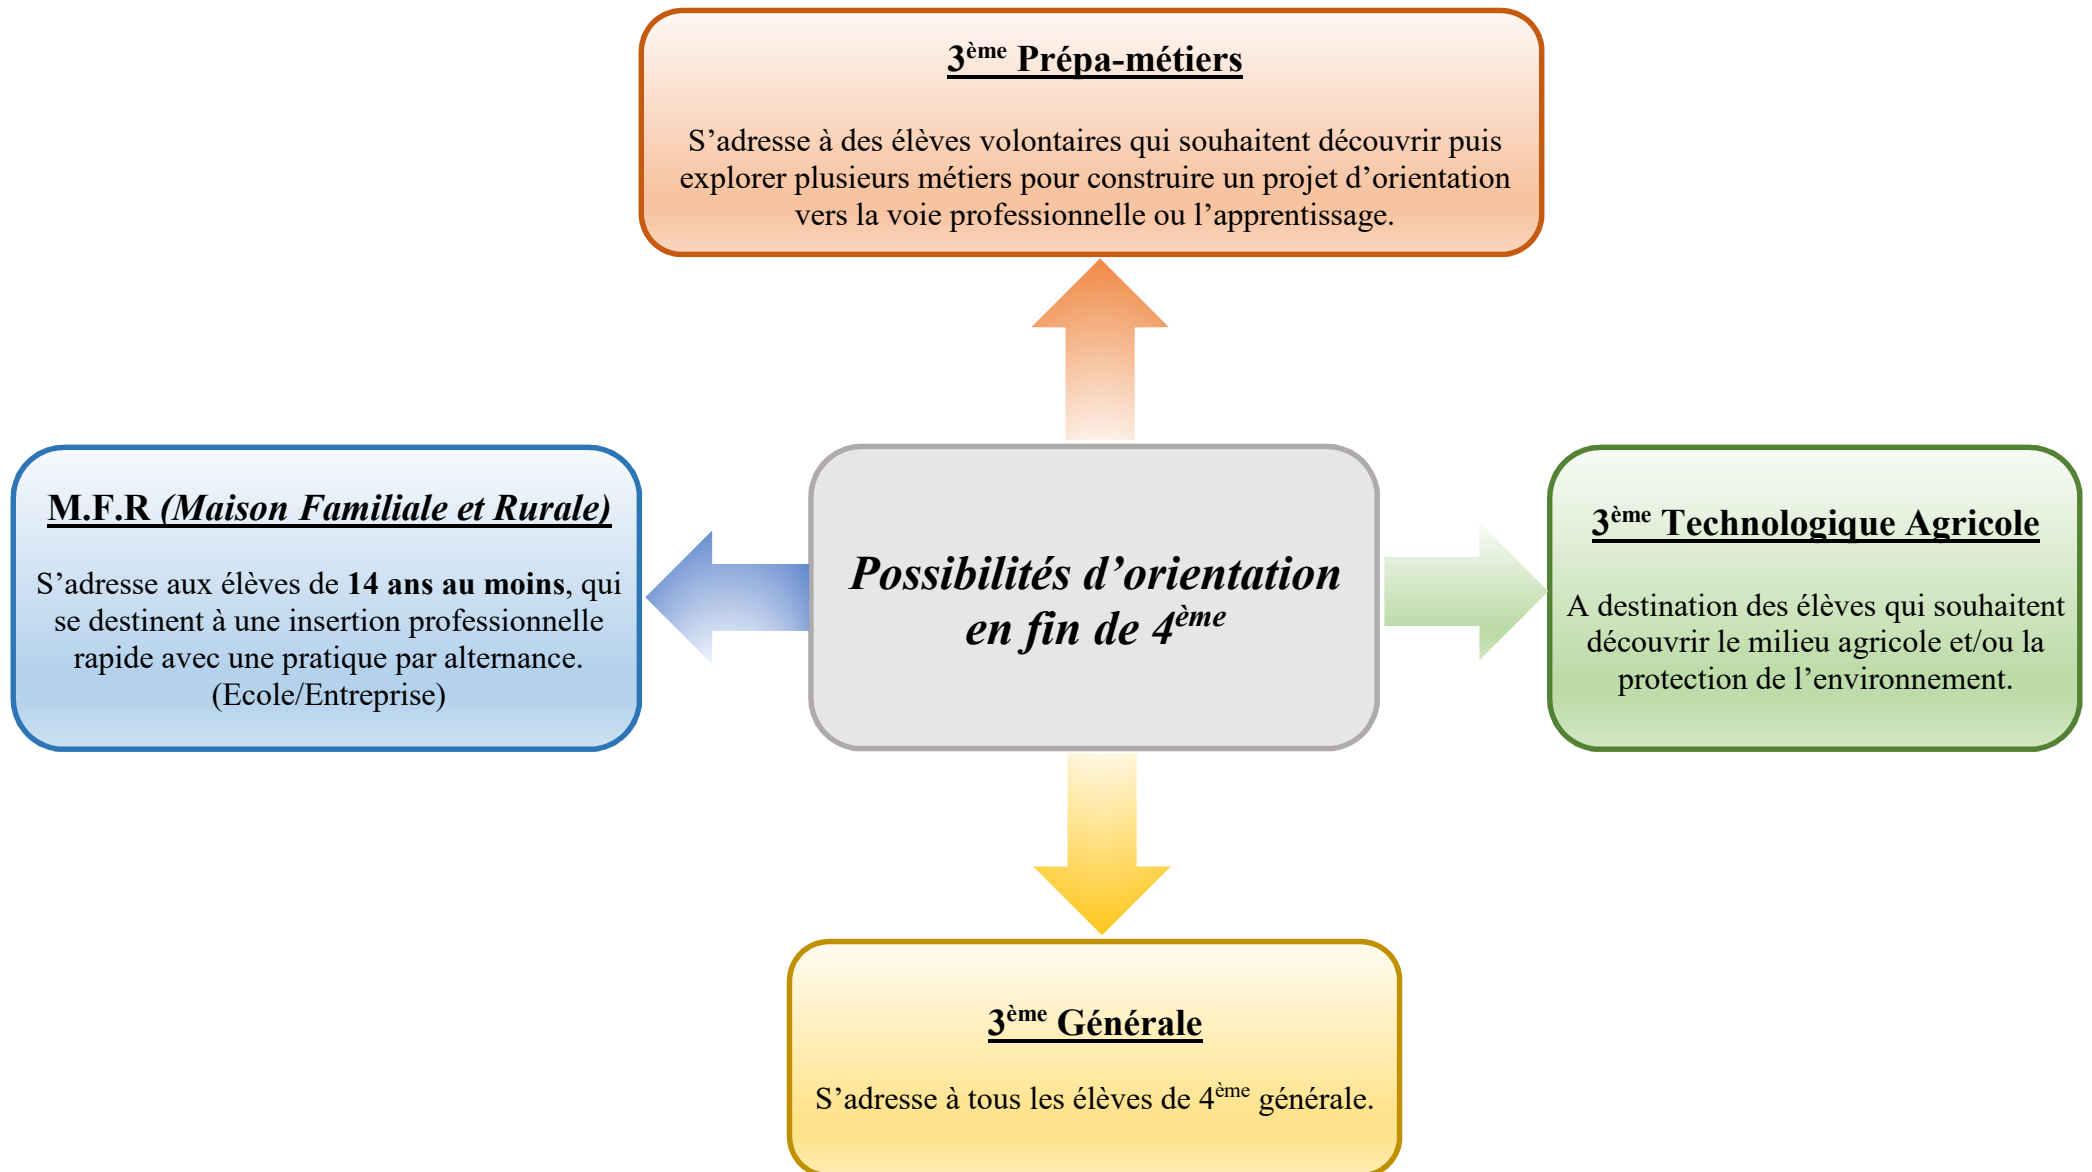 3ème Prépa-métiers
S’adresse à des élèves volontaires qui souhaitent découvrir puis
explorer plusieurs métiers pour construire un projet d’orientation
vers la voie professionnelle ou l’apprentissage.
M.F.R (Maison Familiale et Rurale)
S’adresse aux élèves de 14 ans au moins, qui
se destinent à une insertion professionnelle
rapide avec une pratique par alternance.
(Ecole/Entreprise)
Possibilités d’orientation
en fin de 4ème
3ème Technologique Agricole
A destination des élèves qui souhaitent
découvrir le milieu agricole et/ou la
protection de l’environnement.
3ème Générale
S’adresse à tous les élèves de 4ème générale.